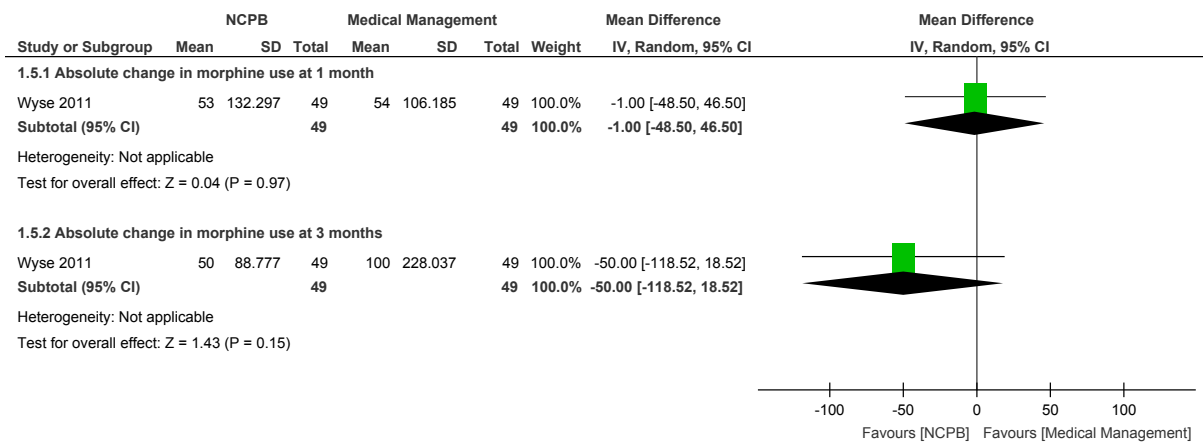 NCPB Medical Management Mean Difference Mean Difference
Study or Subgroup Mean SD Total Mean SD Total Weight IV, Random, 95% CI IV, Random, 95% CI
1.5.1 Absolute change in morphine use at 1 month
Wyse 2011 53 132.297 49 54 106.185 49 100.0% -1.00 [-48.50, 46.50]
Subtotal (95% CI) 49 49 100.0% -1.00 [-48.50, 46.50]
Heterogeneity: Not applicable
Test for overall effect: Z = 0.04 (P = 0.97)
1.5.2 Absolute change in morphine use at 3 months
Wyse 2011 50 88.777 49 100 228.037 49 100.0% -50.00 [-118.52, 18.52]
Subtotal (95% CI) 49 49 100.0% -50.00 [-118.52, 18.52]
Heterogeneity: Not applicable
Test for overall effect: Z = 1.43 (P = 0.15)
-100 -50 0 50 100
Favours [NCPB] Favours [Medical Management]